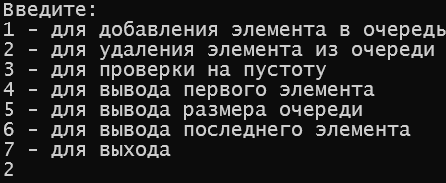 Введите:
1 - для добавления элемента в очередь
2 - для удаления элемента из очереди
3 - для проверки на пустоту
4 - для вывода первого элемента
5 - для вывода размера очереди
6 - для вывода последнего элемента
7 - для выхода
2